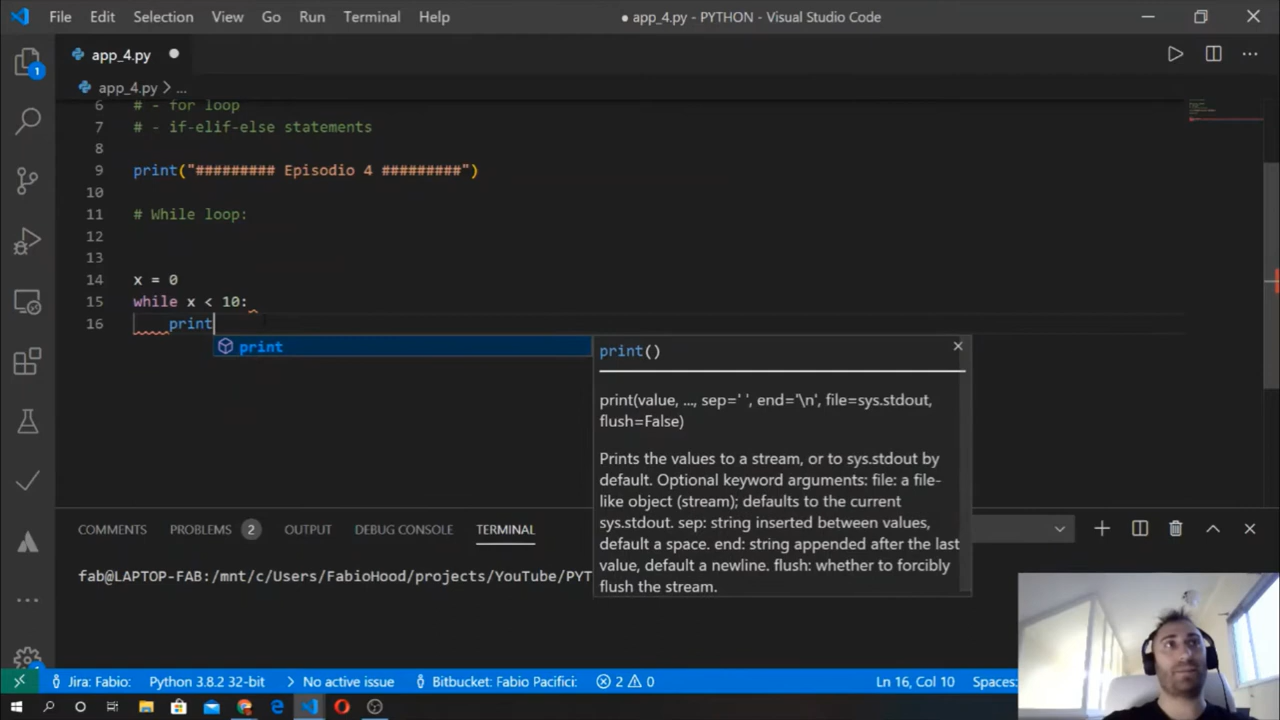 File Edit Selection View Go Run Terminal Help
● app_4.py - PYTHON - Visual Studio Code
app_4.py
app_4.py > ...
1
6 # - for loop
7 # - if-elif-else statements
8
9 print("######### Episodio 4 #########")
10
11 # While loop:
12
13
14 x = 0
15 while x < 10:
16 print
print
print()
print(value, ..., sep=' ', end='\n', file=sys.stdout,
flush=False)
Prints the values to a stream, or to sys.stdout by
default. Optional keyword arguments: file: a file-
like object (stream); defaults to the current
sys.stdout. sep: string inserted between values,
default a space. end: string appended after the last
value, default a newline. flush: whether to forcibly
flush the stream.
COMMENTS PROBLEMS 2 OUTPUT DEBUG CONSOLE TERMINAL
fab@LAPTOP-FAB:/mnt/c/Users/FabioHood/projects/YouTube/PYT
Jira: Fabio: Python 3.8.2 32-bit No active issue Bitbucket: Fabio Pacifici: 2 0 Ln 16, Col 10 Spaces: